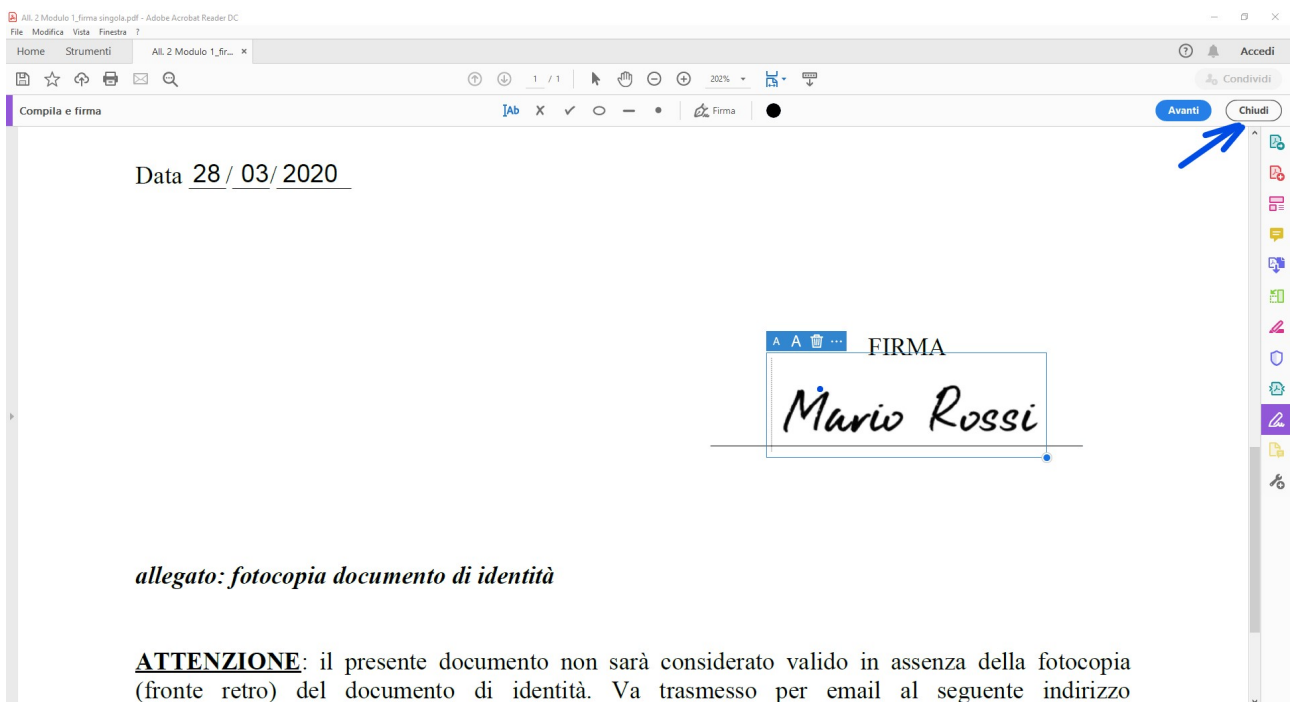 All. 2 Modulo 1_firma singola.pdf - Adobe Acrobat Reader DC
File Modifica Vista Finestra ?
Home Strumenti All. 2 Modulo 1_fir... × Accedi
1 / 1 202% Condividi
Compila e firma Ab Firma Avanti Chiudi
Data 28/ 03/ 2020
A A ... FIRMA
Mario Rossi
allegato: fotocopia documento di identità
ATTENZIONE: il presente documento non sarà considerato valido in assenza della fotocopia
(fronte retro) del documento di identità. Va trasmesso per email al seguente indirizzo